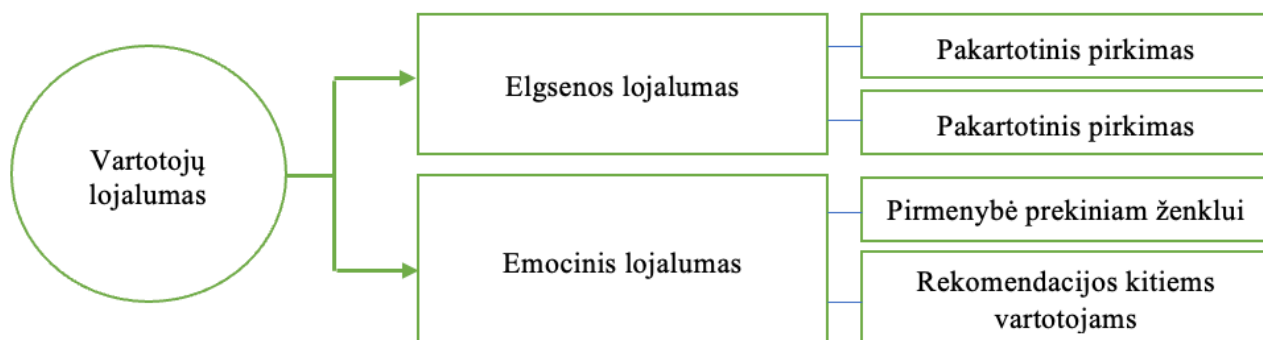 Vartotojų
lojalumas
Elgsenos lojalumas
Pakartotinis pirkimas
Pakartotinis pirkimas
Emocinis lojalumas
Pirmenybė prekiniam ženklui
Rekomendacijos kitiems
vartotojams